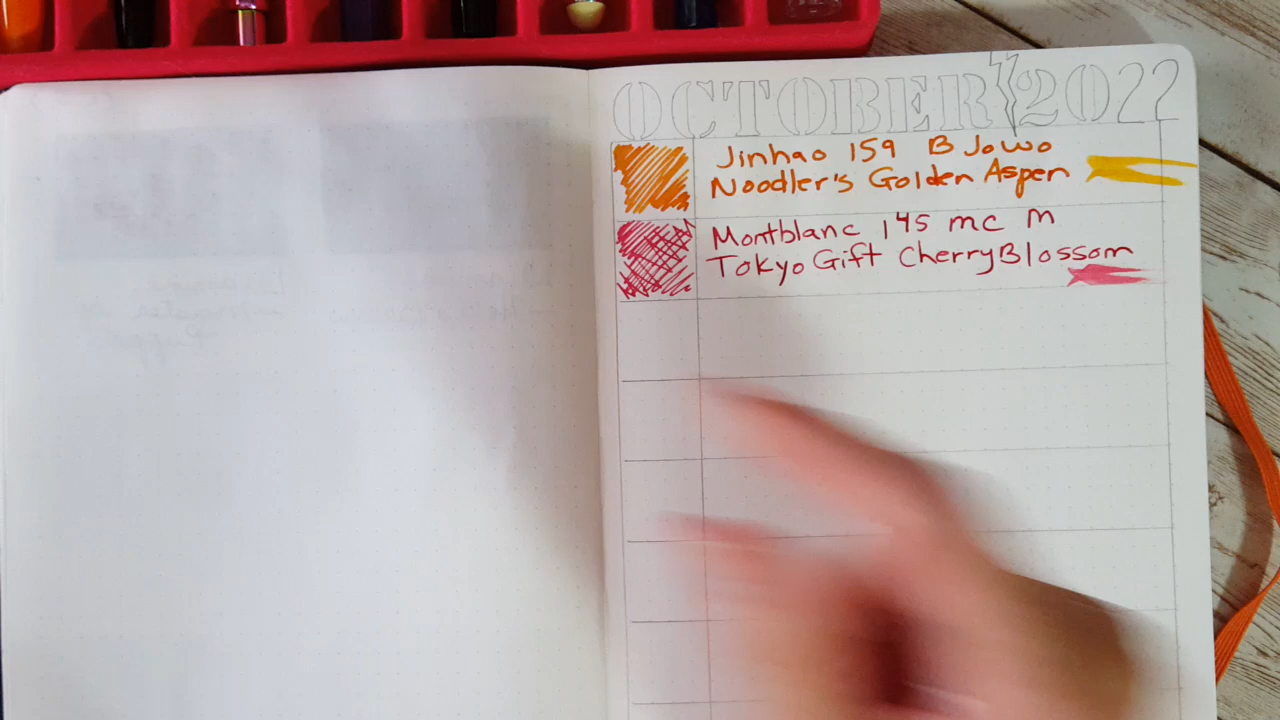 OCTOBER 2022
Jinhao 159 B Jowo
Noodler's Golden Aspen
Montblanc 145 mc M
Tokyo Gift Cherry Blossom